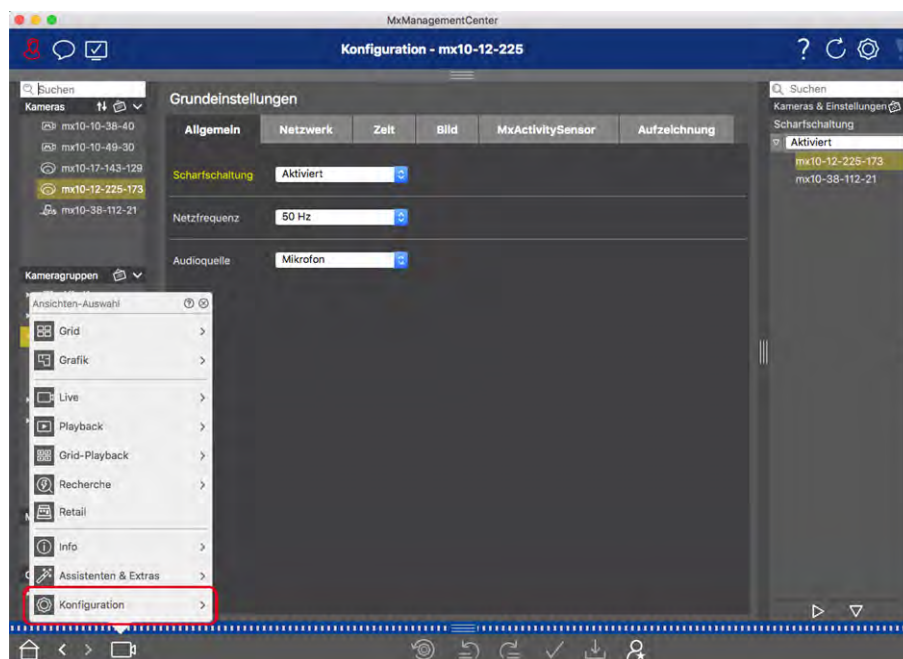 MxManagementCenter
Konfiguration - mx10-12-225
?
Suchen
Kameras
mx10-10-38-40
mx10-10-49-30
mx10-17-143-129
mx10-12-225-173
mx10-38-112-21
Kameragruppen
Grundeinstellungen
Allgemein Netzwerk Zeit Bild MxActivitySensor Aufzeichnung
Scharfschaltung Aktiviert
Netzfrequenz 50 Hz
Audioquelle Mikrofon
Suchen
Kameras & Einstellungen
Scharfschaltung
Aktiviert
mx10-12-225-173
mx10-38-112-21
Ansichten-Auswahl
Grid
Grafik
Live
Playback
Grid-Playback
Recherche
Retail
Info
Assistenten & Extras
Konfiguration